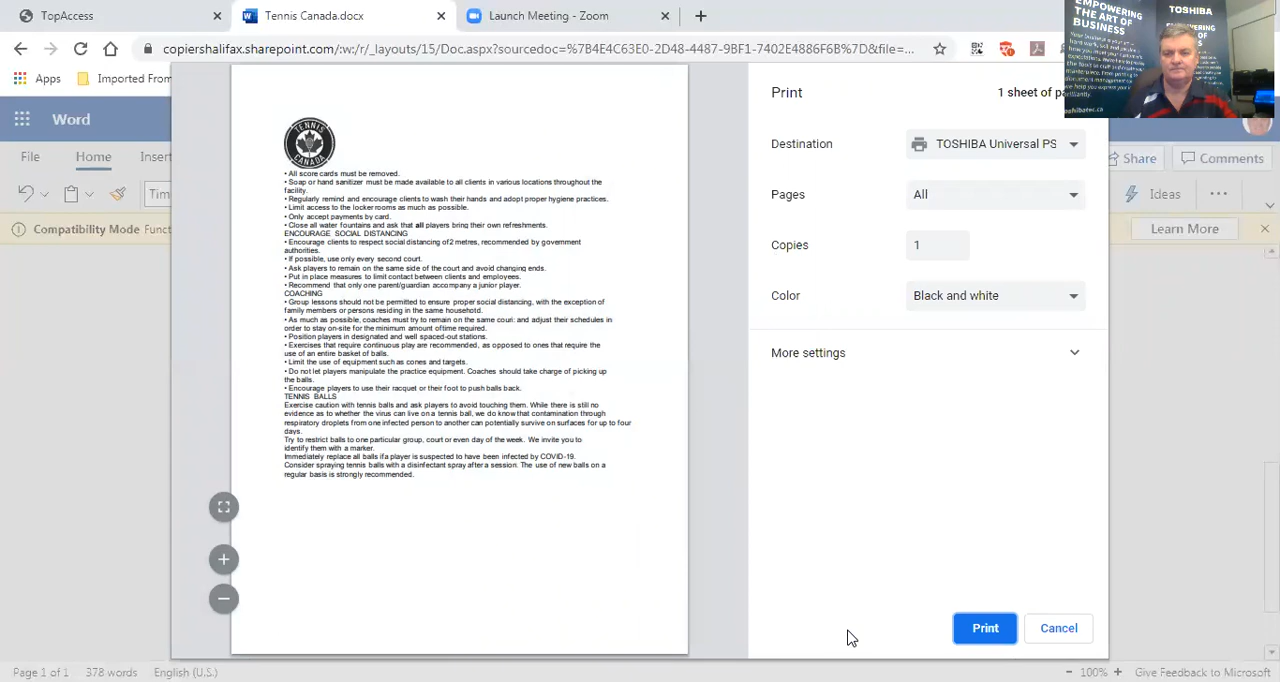 TopAccess
Tennis Canada.docx
Launch Meeting - Zoom
copiershalifax.sharepoint.com/:w:/r/_layouts/15/Doc.aspx?sourcedoc=%7B4E4C63E0-2D48-4487-9BF1-7402E4886F6B%7D&file=...
Apps
Imported From
Word
File
Home
Insert
Tim
Share
Comments
Ideas
Compatibility Mode Funct
Learn More
EMPOWERING
THE ART OF
BUSINESS
TOSHIBA
TENNIS
CANADA
• All score cards must be removed.
• Soap or hand sanitizer must be made available to all clients in various locations throughout the
facility.
• Regularly remind and encourage clients to wash their hands and adopt proper hygiene practices.
• Limit access to the locker rooms as much as possible.
• Only accept payments by card.
• Close all water fountains and ask that all players bring their own refreshments.
ENCOURAGE SOCIAL DISTANCING
• Encourage clients to respect social distancing of2 metres, recommended by government
authorities.
• If possible, use only every second court.
• Ask players to remain on the same side of the court and avoid changing ends.
• Put in place measures to limit contact between clients and employees.
• Recommend that only one parent/guardian accompany a junior player.
COACHING
• Group lessons should not be permitted to ensure proper social distancing, with the exception of
family members or persons residing in the same household.
• As much as possible, coaches must try to remain on the same couri: and adjust their schedules in
order to stay on-site for the minimum amount oftime required.
• Position players in designated and well spaced-out stations.
• Exercises that require continuous play are recommended, as opposed to ones that require the
use of an entire basket of balls.
• Limit the use of equipment such as cones and targets.
• Do not let players manipulate the practice equipment. Coaches should take charge of picking up
the balls.
• Encourage players to use their racquet or their foot to push balls back.
TENNIS BALLS
Exercise caution with tennis balls and ask players to avoid touching them. While there is still no
evidence as to whether the virus can live on a tennis ball, we do know that contamination through
respiratory droplets from one infected person to another can potentially survive on surfaces for up to four
days.
Try to restrict balls to one particular group, court or even day of the week. We invite you to
identify them with a marker.
Immediately replace all balls ifa player is suspected to have been infected by COVID-19.
Consider spraying tennis balls with a disinfectant spray after a session. The use of new balls on a
regular basis is strongly recommended.
Print
1 sheet of pa
Destination
TOSHIBA Universal PS
Pages
All
Copies
1
Color
Black and white
More settings
Print
Cancel
Page 1 of 1
378 words
English (U.S.)
100%
Give Feedback to Microsoft